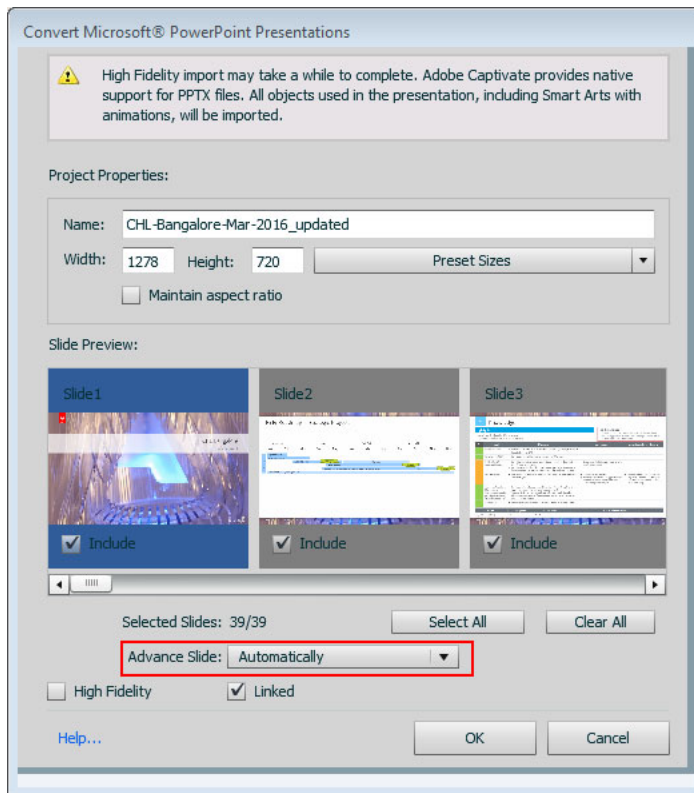 Convert Microsoft® PowerPoint Presentations
High Fidelity import may take a while to complete. Adobe Captivate provides native
support for PPTX files. All objects used in the presentation, including Smart Arts with
animations, will be imported.
Project Properties:
Name: CHL-Bangalore-Mar-2016_updated
Width: 1278 Height: 720 Preset Sizes
Maintain aspect ratio
Slide Preview:
Slide1 Slide2 Slide3
Include Include Include
Selected Slides: 39/39 Select All Clear All
Advance Slide: Automatically
High Fidelity Linked
Help... OK Cancel